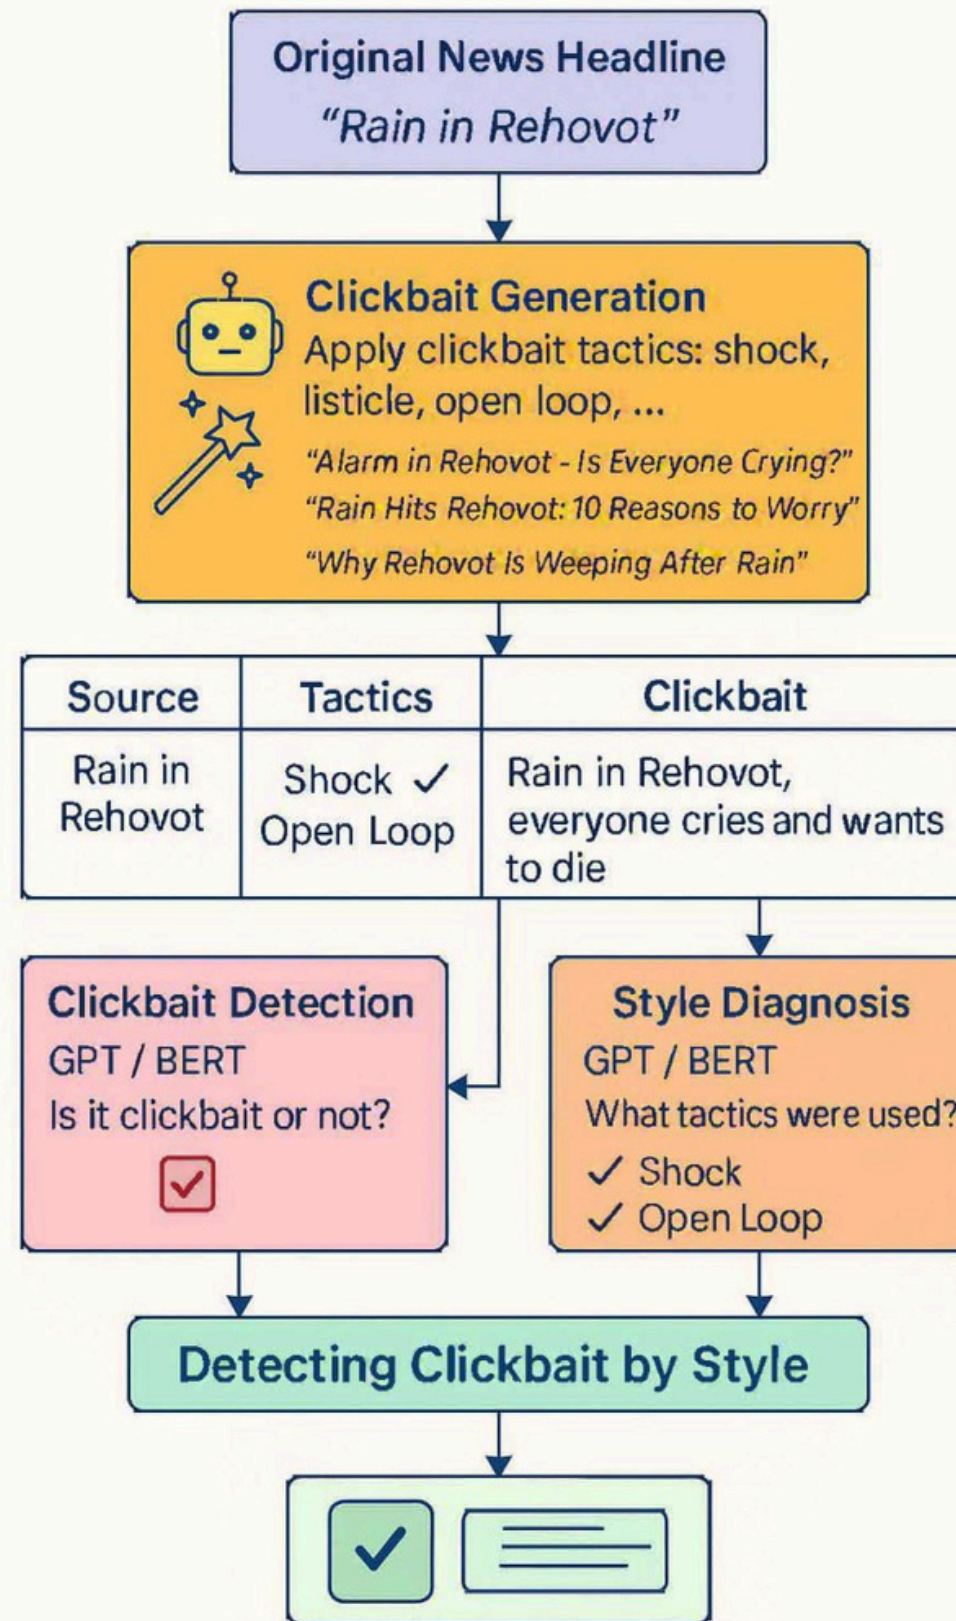 Original News Headline
“Rain in Rehovot”
Clickbait Generation
Apply clickbait tactics: shock,
listicle, open loop, ...
“Alarm in Rehovot - Is Everyone Crying?”
“Rain Hits Rehovot: 10 Reasons to Worry”
“Why Rehovot Is Weeping After Rain”
Source
Tactics
Clickbait
Rain in
Rehovot
Shock ✓
Open Loop
Rain in Rehovot,
everyone cries and wants
to die
Clickbait Detection
GPT / BERT
Is it clickbait or not?
Style Diagnosis
GPT / BERT
What tactics were used?
✓ Shock
✓ Open Loop
Detecting Clickbait by Style